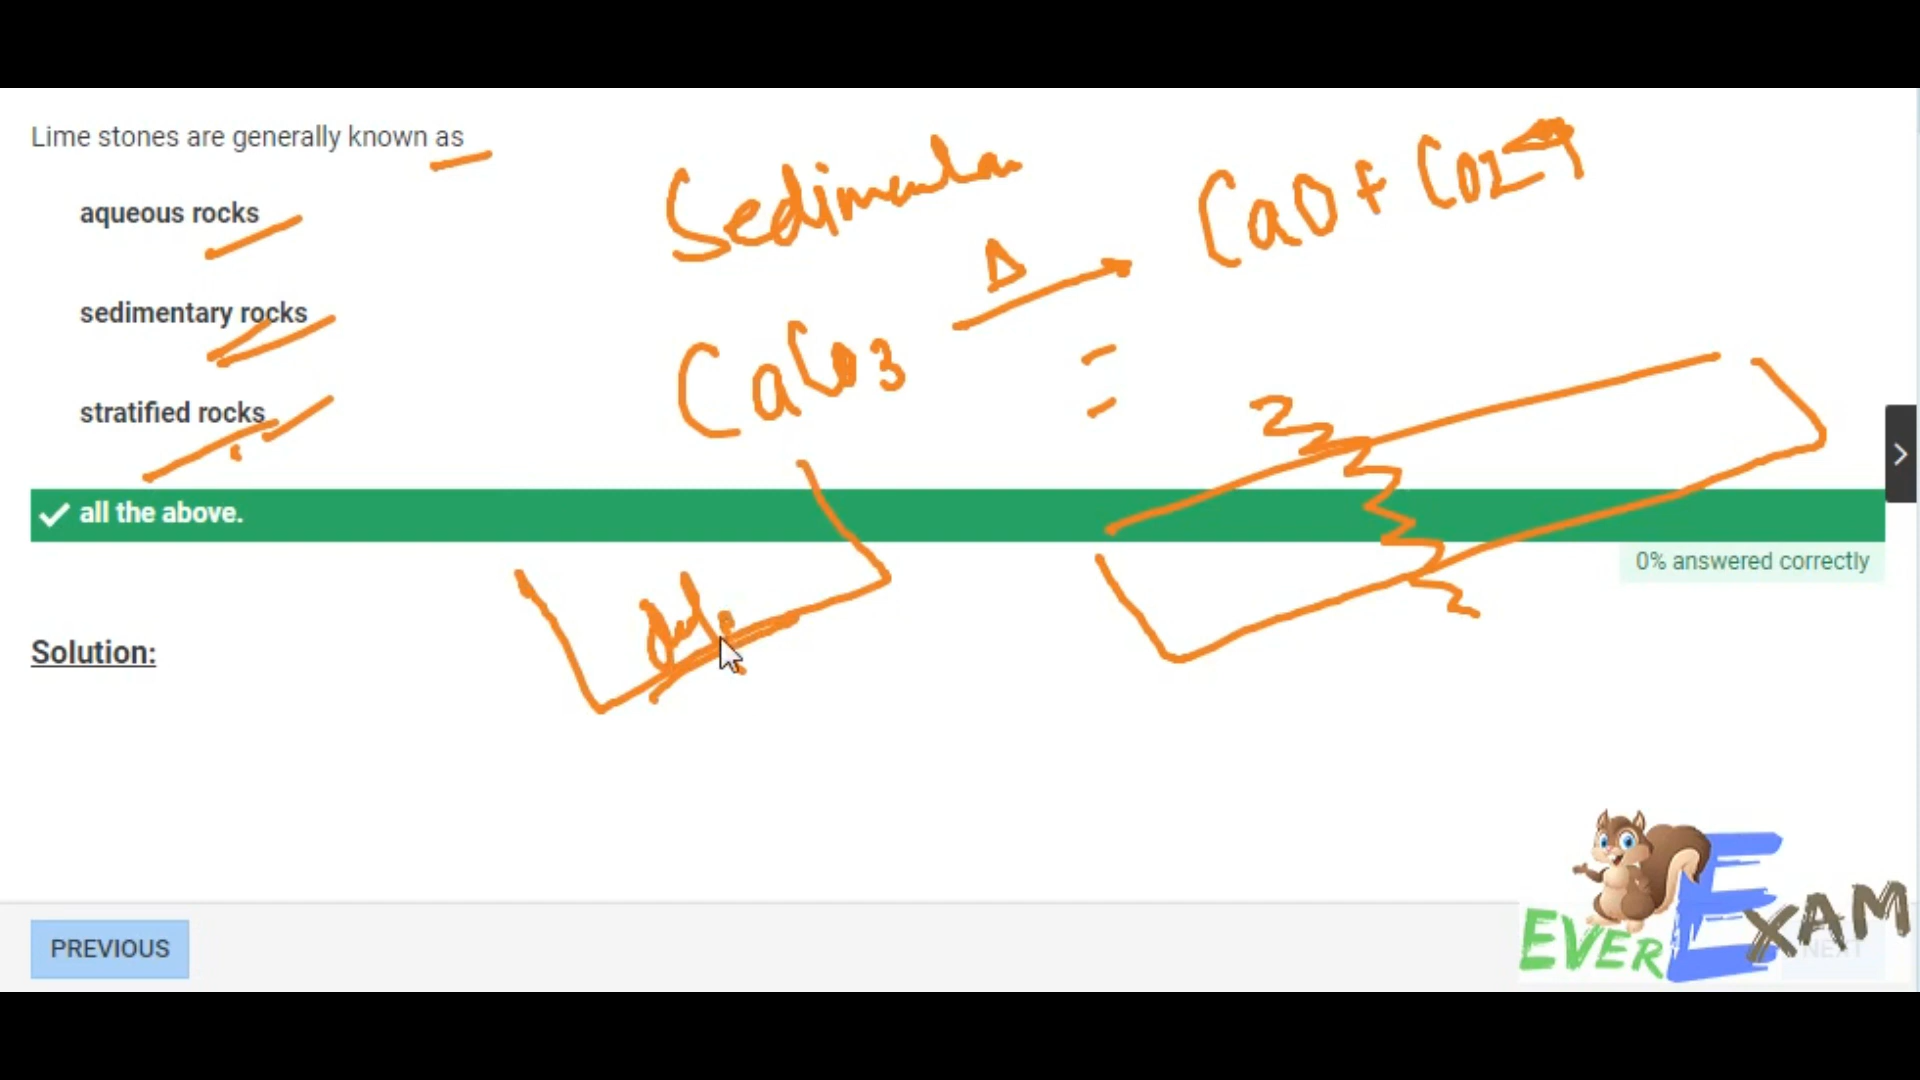 Lime stones are generally known as
aqueous rocks
sedimentary rocks
stratified rocks
all the above.
0% answered correctly
Solution:
PREVIOUS
NEXT
EVER EXAM
Sedimentar
CaCO3 Δ → CaO + CO2